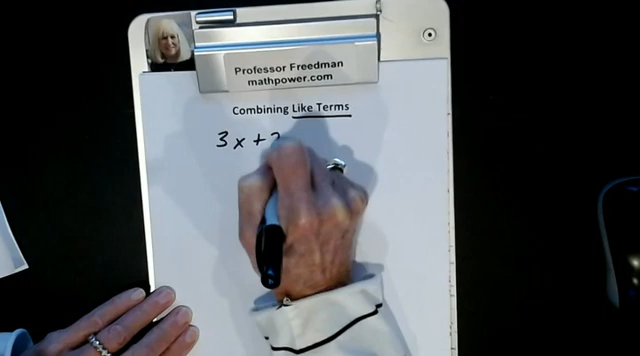 Professor Freedman
mathpower.com
Combining Like Terms
3x +